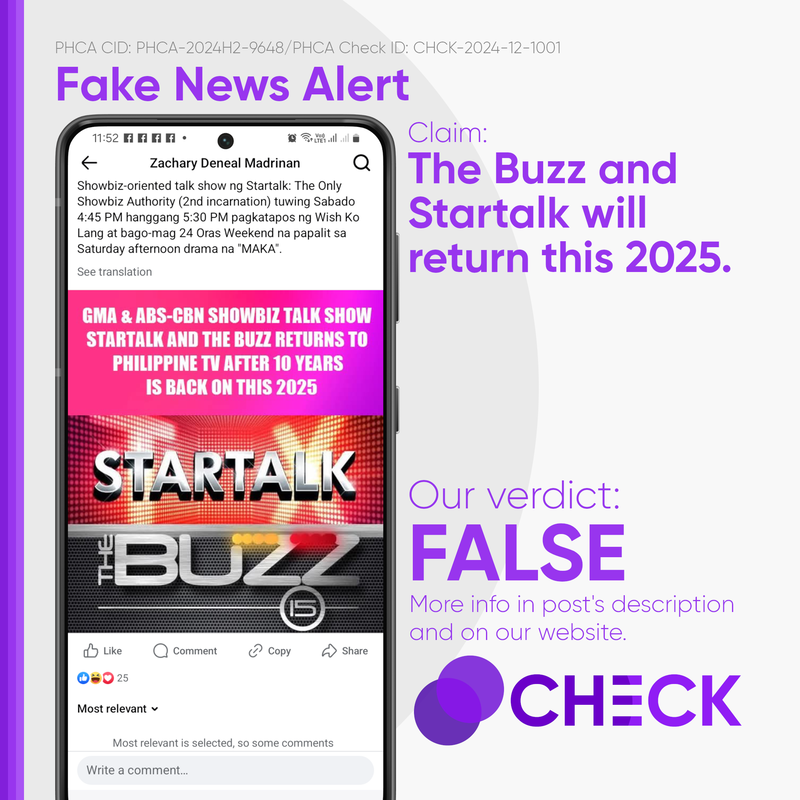 PHCA CID: PHCA-2024H2-9648/PHCA Check ID: CHCK-2024-12-1001
Fake News Alert
11:52
Zachary Deneal Madrinan
Showbiz-oriented talk show ng Startalk: The Only
Showbiz Authority (2nd incarnation) tuwing Sabado
4:45 PM hanggang 5:30 PM pagkatapos ng Wish Ko
Lang at bago-mag 24 Oras Weekend na papalit sa
Saturday afternoon drama na "MAKA".
See translation
GMA & ABS-CBN SHOWBIZ TALK SHOW
STARTALK AND THE BUZZ RETURNS TO
PHILIPPINE TV AFTER 10 YEARS
IS BACK ON THIS 2025
STARTALK
THE BUZZ
15
Like
Comment
Copy
Share
25
Most relevant
Most relevant is selected, so some comments
Write a comment...
Claim:
The Buzz and
Startalk will
return this 2025.
Our verdict:
FALSE
More info in post's description
and on our website.
CHECK